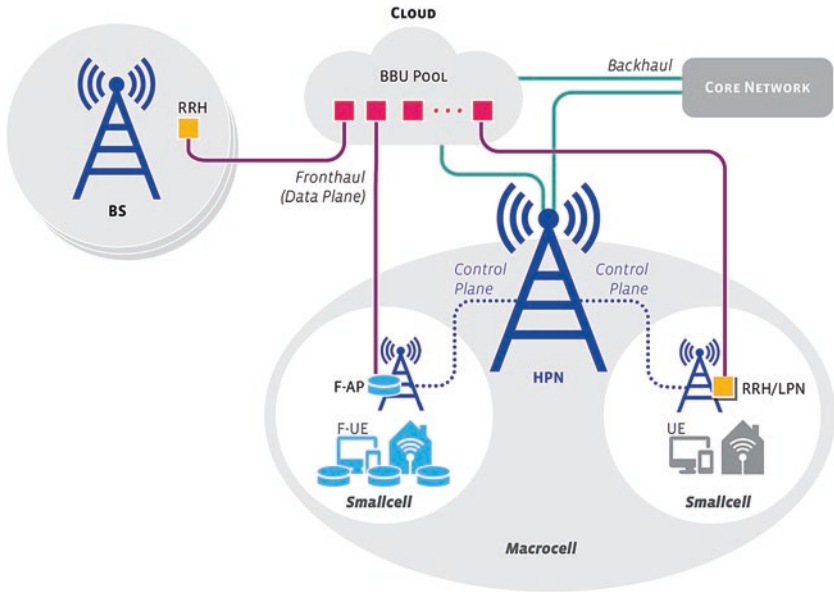 CLOUD
BBU POOL
Backhaul
CORE NETWORK
RRH
BS
Fronthaul
(Data Plane)
Control
Plane
Control
Plane
HPN
F-AP
RRH/LPN
F-UE
UE
Smallcell
Smallcell
Macrocell